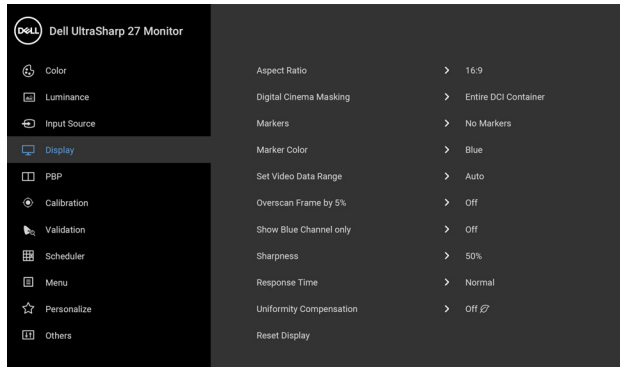 DELL Dell UltraSharp 27 Monitor
Color
Luminance
Input Source
Display
PBP
Calibration
Validation
Scheduler
Menu
Personalize
Others
Aspect Ratio > 16:9
Digital Cinema Masking > Entire DCI Container
Markers > No Markers
Marker Color > Blue
Set Video Data Range > Auto
Overscan Frame by 5% > Off
Show Blue Channel only > Off
Sharpness > 50%
Response Time > Normal
Uniformity Compensation > Off
Reset Display